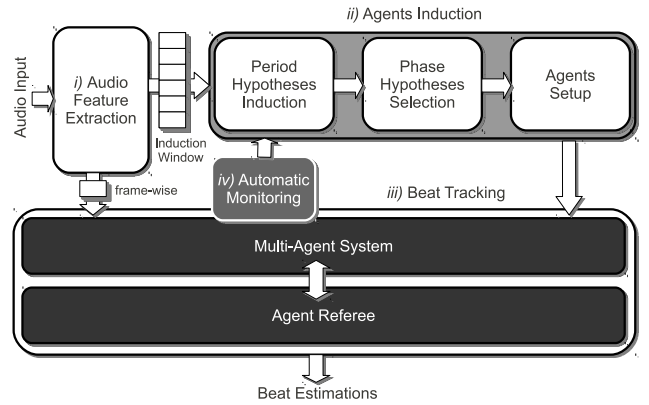 ii) Agents Induction
Audio Input
i) Audio
Feature
Extraction
Induction
Window
Period
Hypotheses
Induction
Phase
Hypotheses
Selection
Agents
Setup
frame-wise
iv) Automatic
Monitoring
iii) Beat Tracking
Multi-Agent System
Agent Referee
Beat Estimations